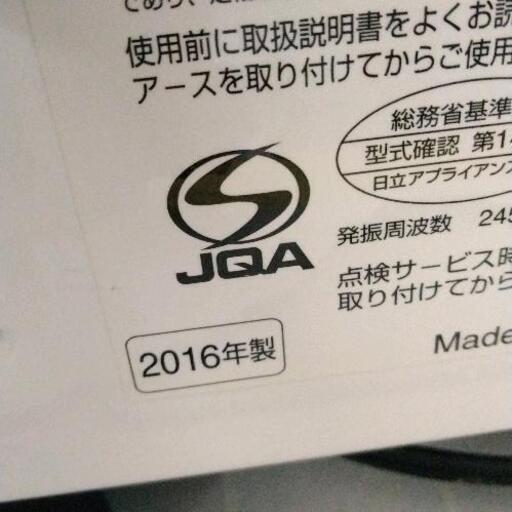 使用前に取扱説明書をよくお読
アースを取り付けてからご使用
総務省基準
型式確認 第14
日立アプライアンス
JQA
発振周波数 245
点検サービス時
取り付けてから
2016年製
Made